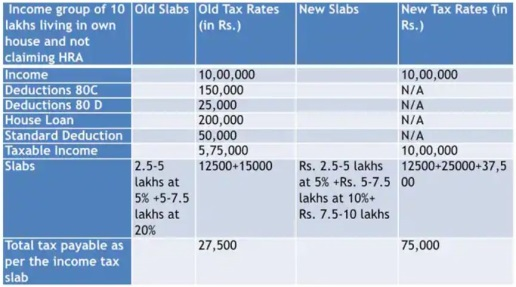 Income group of 10 lakhs living in own house and not claiming HRA Old Slabs Old Tax Rates (in Rs.) New Slabs New Tax Rates (in Rs.)
Income 10,00,000 10,00,000
Deductions 80C 150,000 N/A
Deductions 80 D 25,000 N/A
House Loan 200,000 N/A
Standard Deduction 50,000 N/A
Taxable Income 5,75,000 10,00,000
Slabs 2.5-5 lakhs at 5% +5-7.5 lakhs at 20% 12500+15000 Rs. 2.5-5 lakhs at 5% +Rs. 5-7.5 lakhs at 10%+ Rs. 7.5-10 lakhs 12500+25000+37,500
Total tax payable as per the income tax slab 27,500 75,000